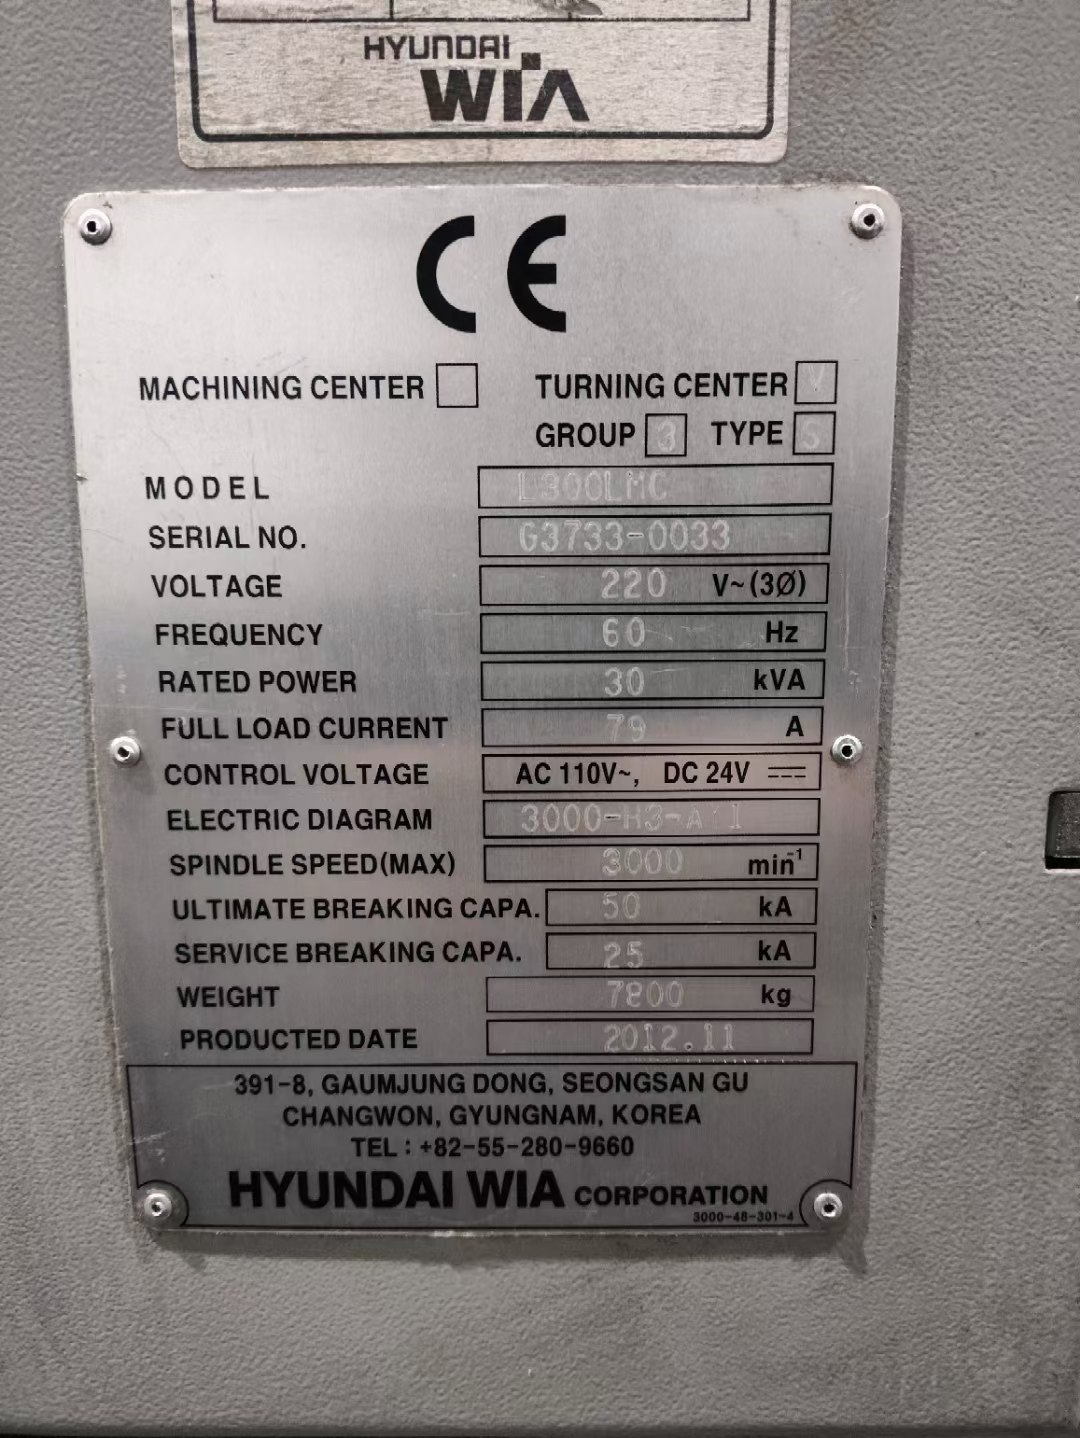 HYUNDAI
WIA
CE
MACHINING CENTER TURNING CENTER V
GROUP 3 TYPE S
MODEL L300LMC
SERIAL NO. G3733-0033
VOLTAGE 220 V~(3Ø)
FREQUENCY 60 Hz
RATED POWER 30 kVA
FULL LOAD CURRENT 79 A
CONTROL VOLTAGE AC 110V~, DC 24V ⎓
ELECTRIC DIAGRAM
SPINDLE SPEED(MAX) 3000 min⁻¹
ULTIMATE BREAKING CAPA. 50 kA
SERVICE BREAKING CAPA. 25 kA
WEIGHT 7800 kg
PRODUCTED DATE 2012.11
391-8, GAUMJUNG DONG, SEONGSAN GU
CHANGWON, GYUNGNAM, KOREA
TEL : +82-55-280-9660
HYUNDAI WIA CORPORATION
3000-48-301-4